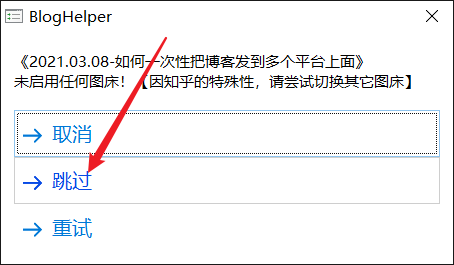 BlogHelper
《2021.03.08-如何一次性把博客发到多个平台上面》
未启用任何图床！【因知乎的特殊性，请尝试切换其它图床】
取消
跳过
重试